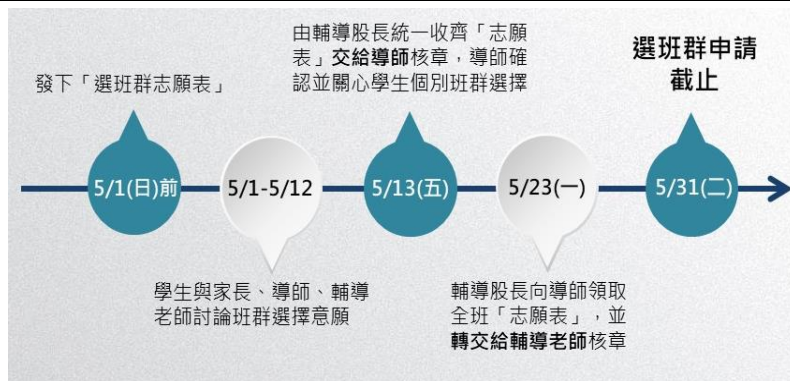 發下「選班群志願表」
由輔導股長統一收齊「志願
表」交給導師核章，導師確
認並關心學生個別班群選擇
選班群申請
截止
5/1(日)前
5/1-5/12
5/13(五)
5/23(一)
5/31(二)
學生與家長、導師、輔導
老師討論班群選擇意願
輔導股長向導師領取
全班「志願表」，並
轉交給輔導老師核章